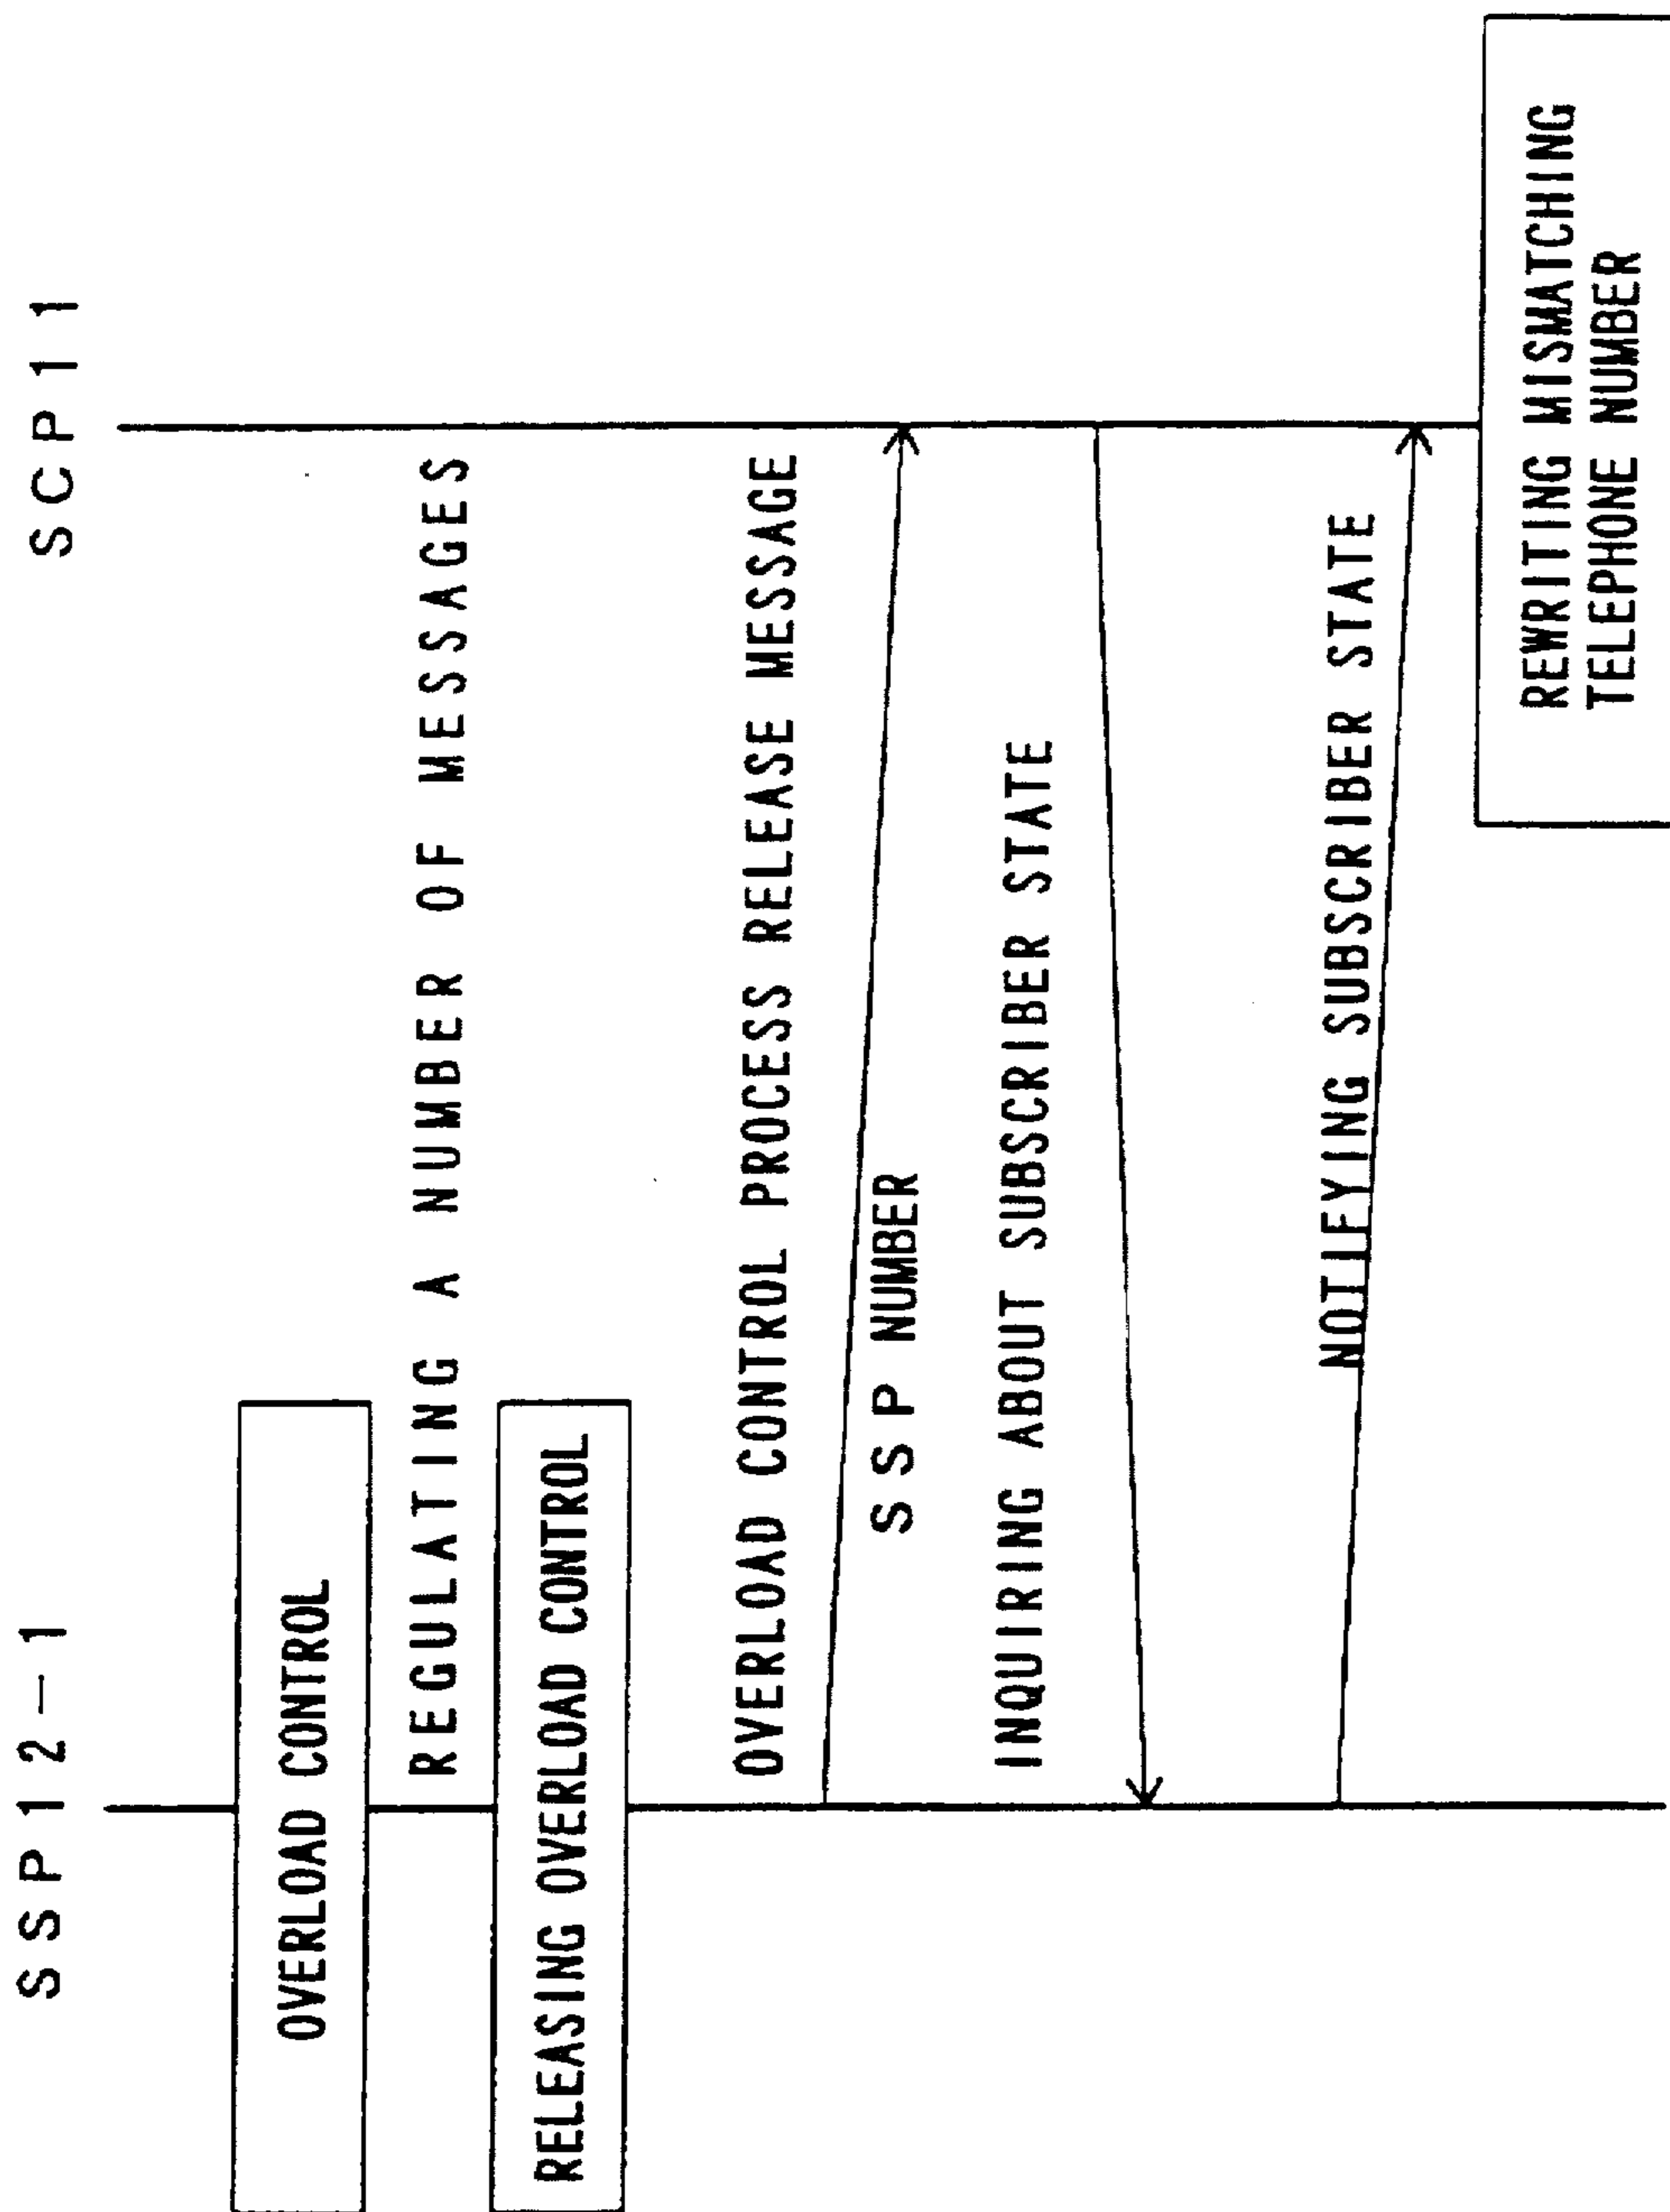 SSP12-1
SCP11
OVERLOAD CONTROL
REGULATING A NUMBER OF MESSAGES
RELEASING OVERLOAD CONTROL
OVERLOAD CONTROL PROCESS RELEASE MESSAGE
SSP NUMBER
INQUIRING ABOUT SUBSCRIBER STATE
NOTIFYING SUBSCRIBER STATE
REWRITING MISMATCHING
TELEPHONE NUMBER